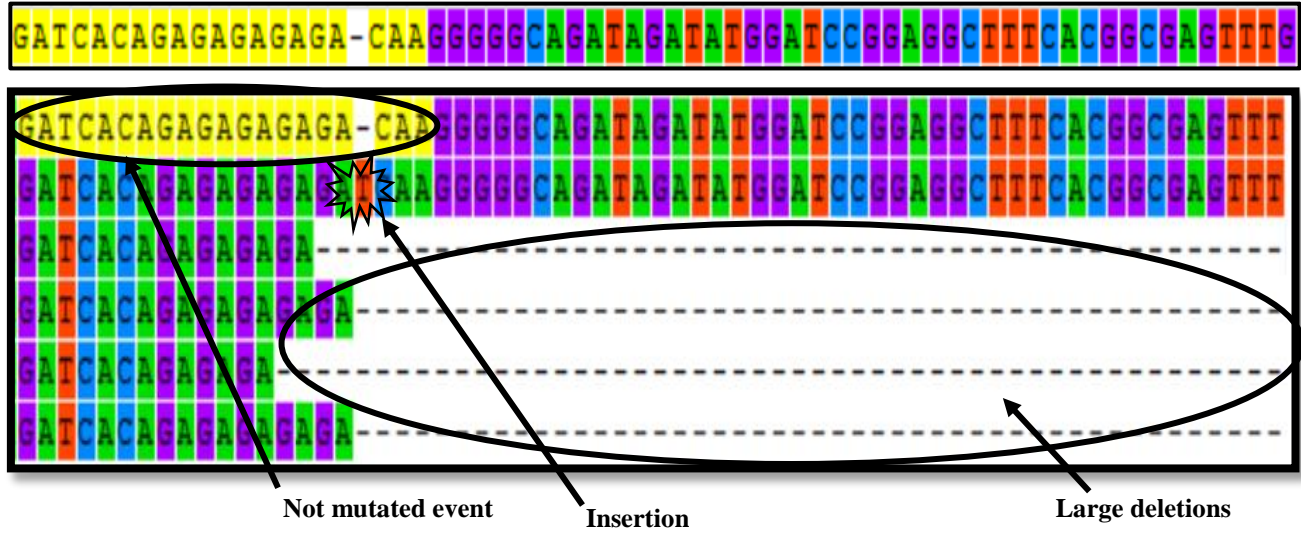 GATCACAGAGAGAGAGA-CAAGGGGGCAGATAGATATGGATCCGGAGGCTTTCACGGCGAGTTTG
GATCACAGAGAGAGAGA-CAAGGGGGCAGATAGATATGGATCCGGAGGCTTTCACGGCGAGTTT
GATCACAGAGAGAGAGATCAAGGGGGCAGATAGATATGGATCCGGAGGCTTTCACGGCGAGTTT
GATCACAGAGAGAGA-------------------------------------------------
GATCACAGAGAGAGAGA-----------------------------------------------
GATCACAGAGAGA---------------------------------------------------
GATCACAGAGAGAGAGA-----------------------------------------------
Not mutated event
Insertion
Large deletions